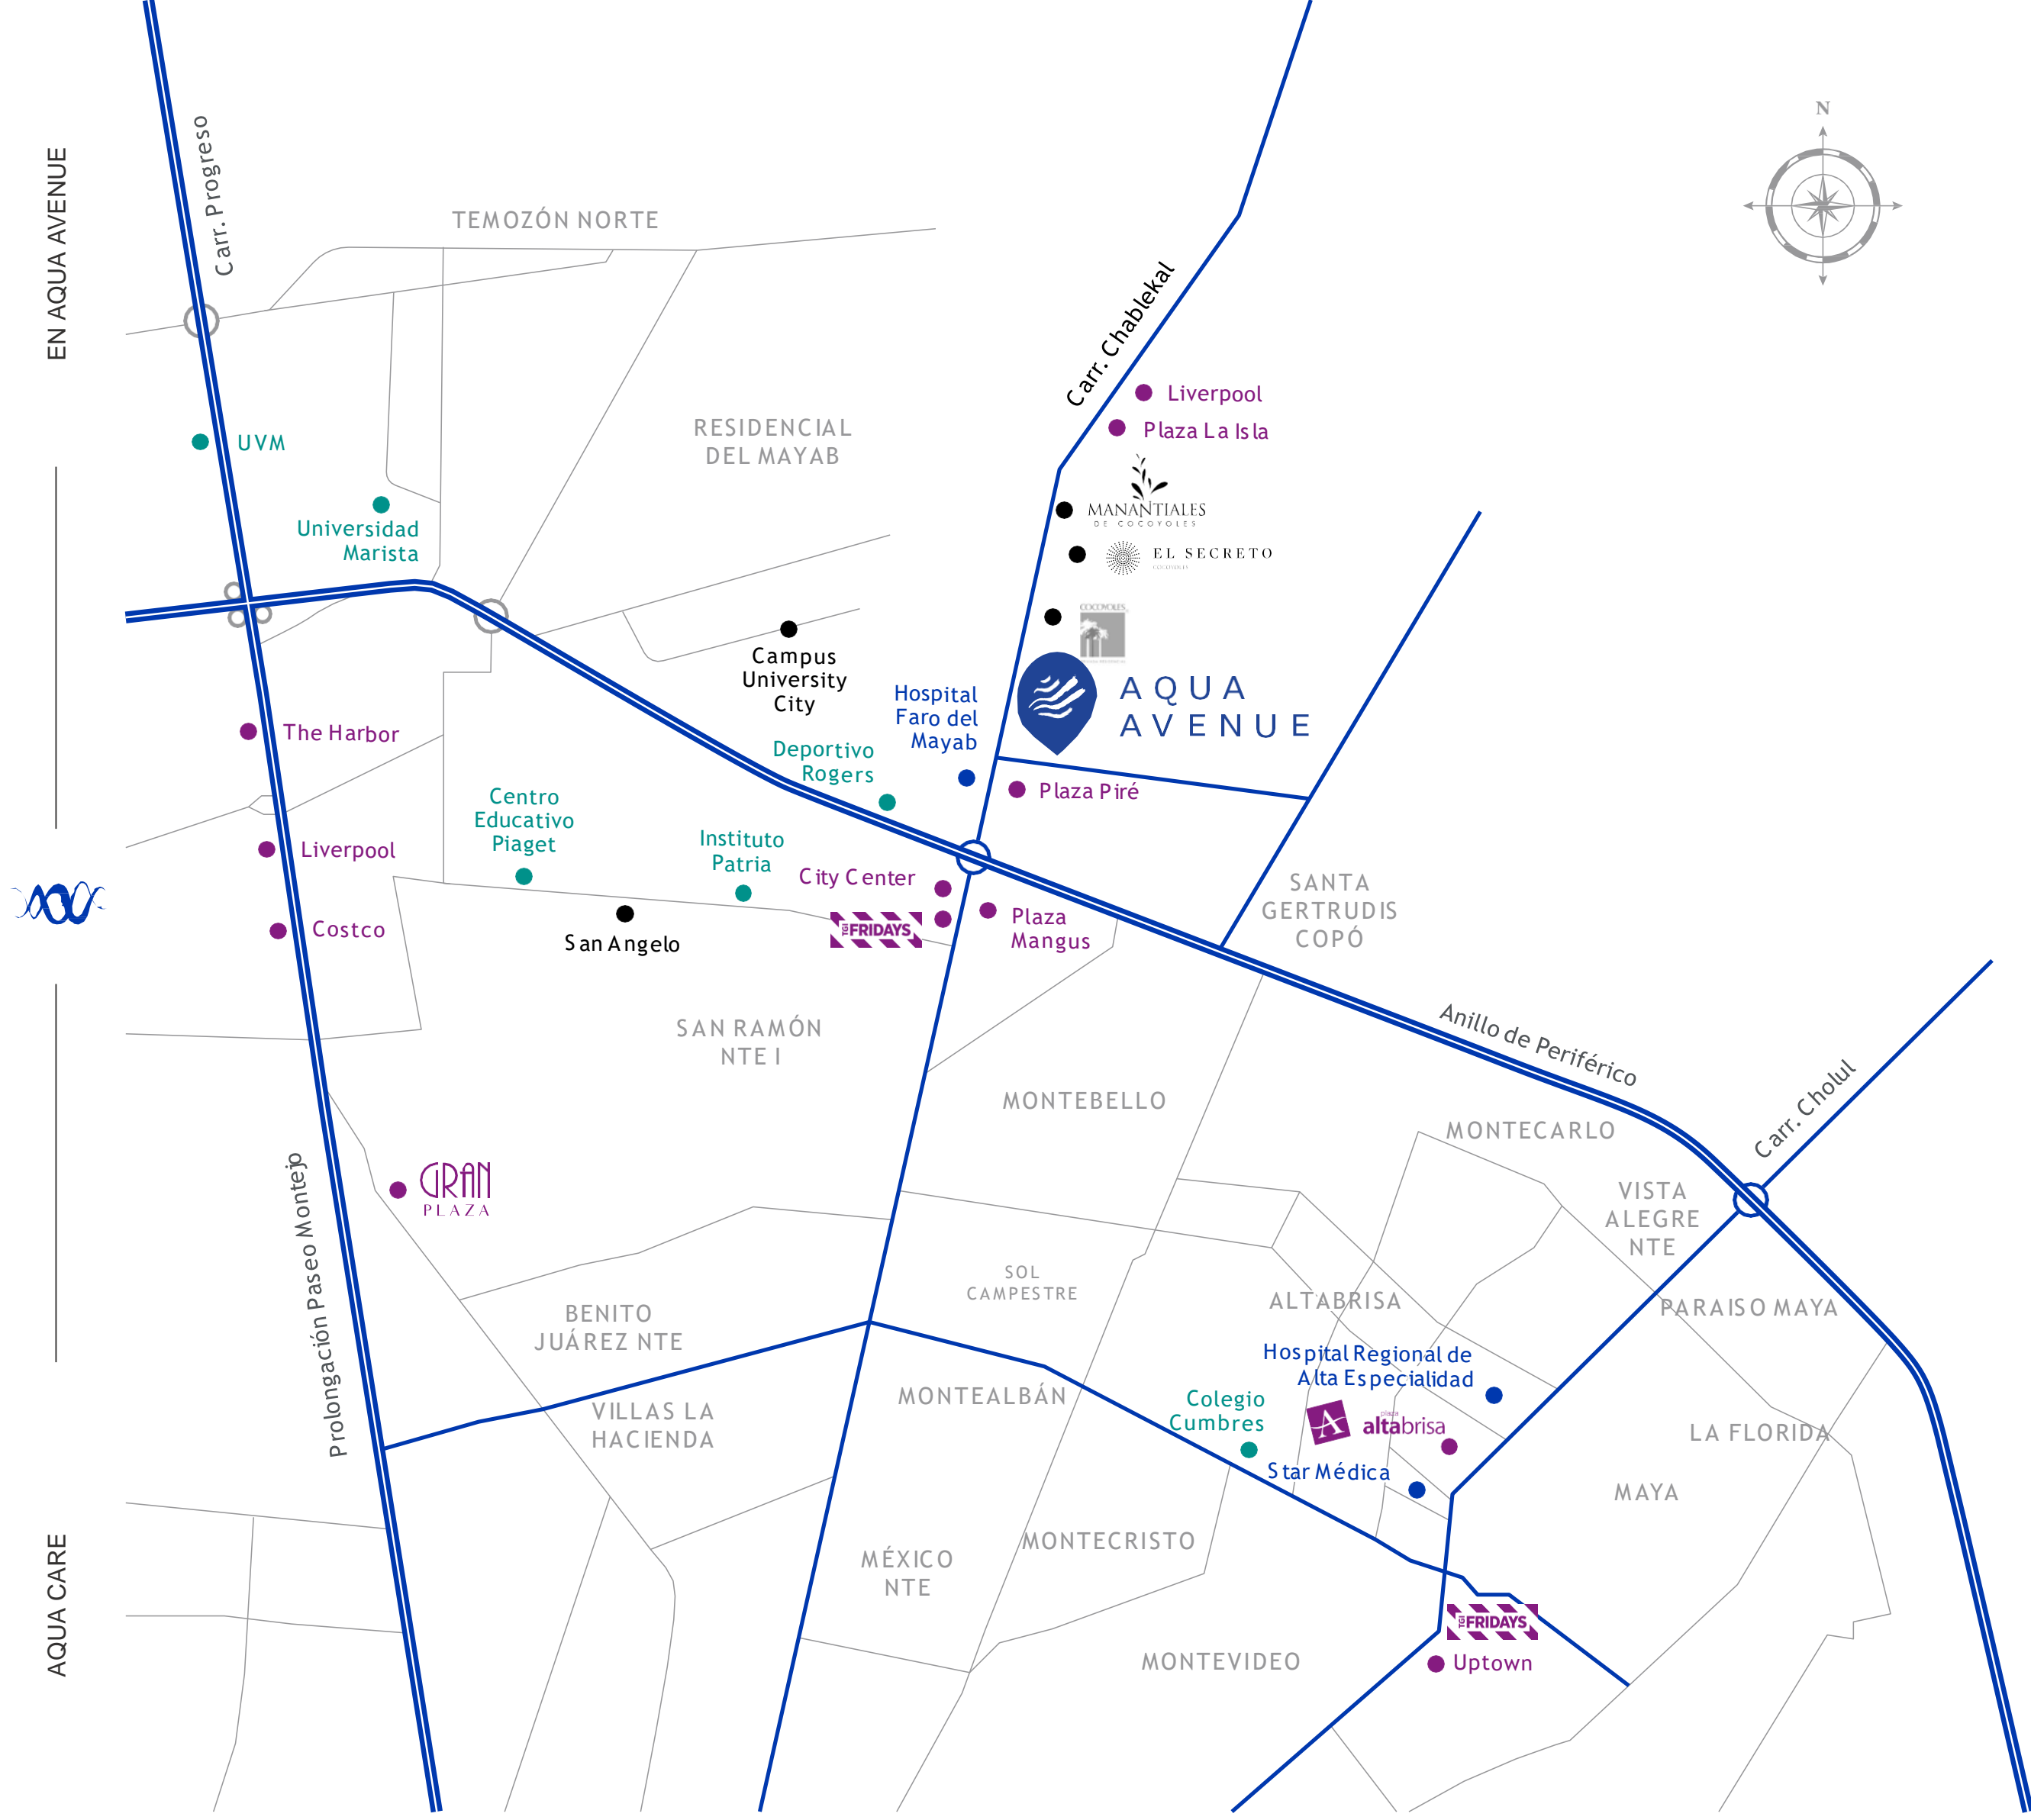 N
EN AQUA AVENUE
Carr. Progreso
TEMOZÓN NORTE
Carr. Chablekal
Liverpool
Plaza La Isla
RESIDENCIAL
DEL MAYAB
UVM
MANANTIALES
DE COCOYOLES
Universidad
Marista
EL SECRETO
COCOYOLES
Campus
University
City
Hospital
Faro del
Mayab
AQUA
AVENUE
The Harbor
Deportivo
Rogers
Plaza Piré
Centro
Educativo
Piaget
Instituto
Patria
Liverpool
City Center
SANTA
GERTRUDIS
COPÓ
Plaza
Mangus
TGI FRIDAYS
Costco
San Angelo
SAN RAMÓN
NTE I
Anillo de Periférico
Carr. Cholul
MONTEBELLO
MONTECARLO
GRAN
PLAZA
Prolongación Paseo Montejo
VISTA
ALEGRE
NTE
SOL
CAMPESTRE
ALTABRISA
PARAISO MAYA
BENITO
JUÁREZ NTE
Hospital Regional de
Alta Especialidad
MONTEALBÁN
Colegio
Cumbres
A
plaza
altabrisa
VILLAS LA
HACIENDA
LA FLORIDA
Star Médica
MAYA
MONTECRISTO
MÉXICO
NTE
AQUA CARE
TGI FRIDAYS
MONTEVIDEO
Uptown